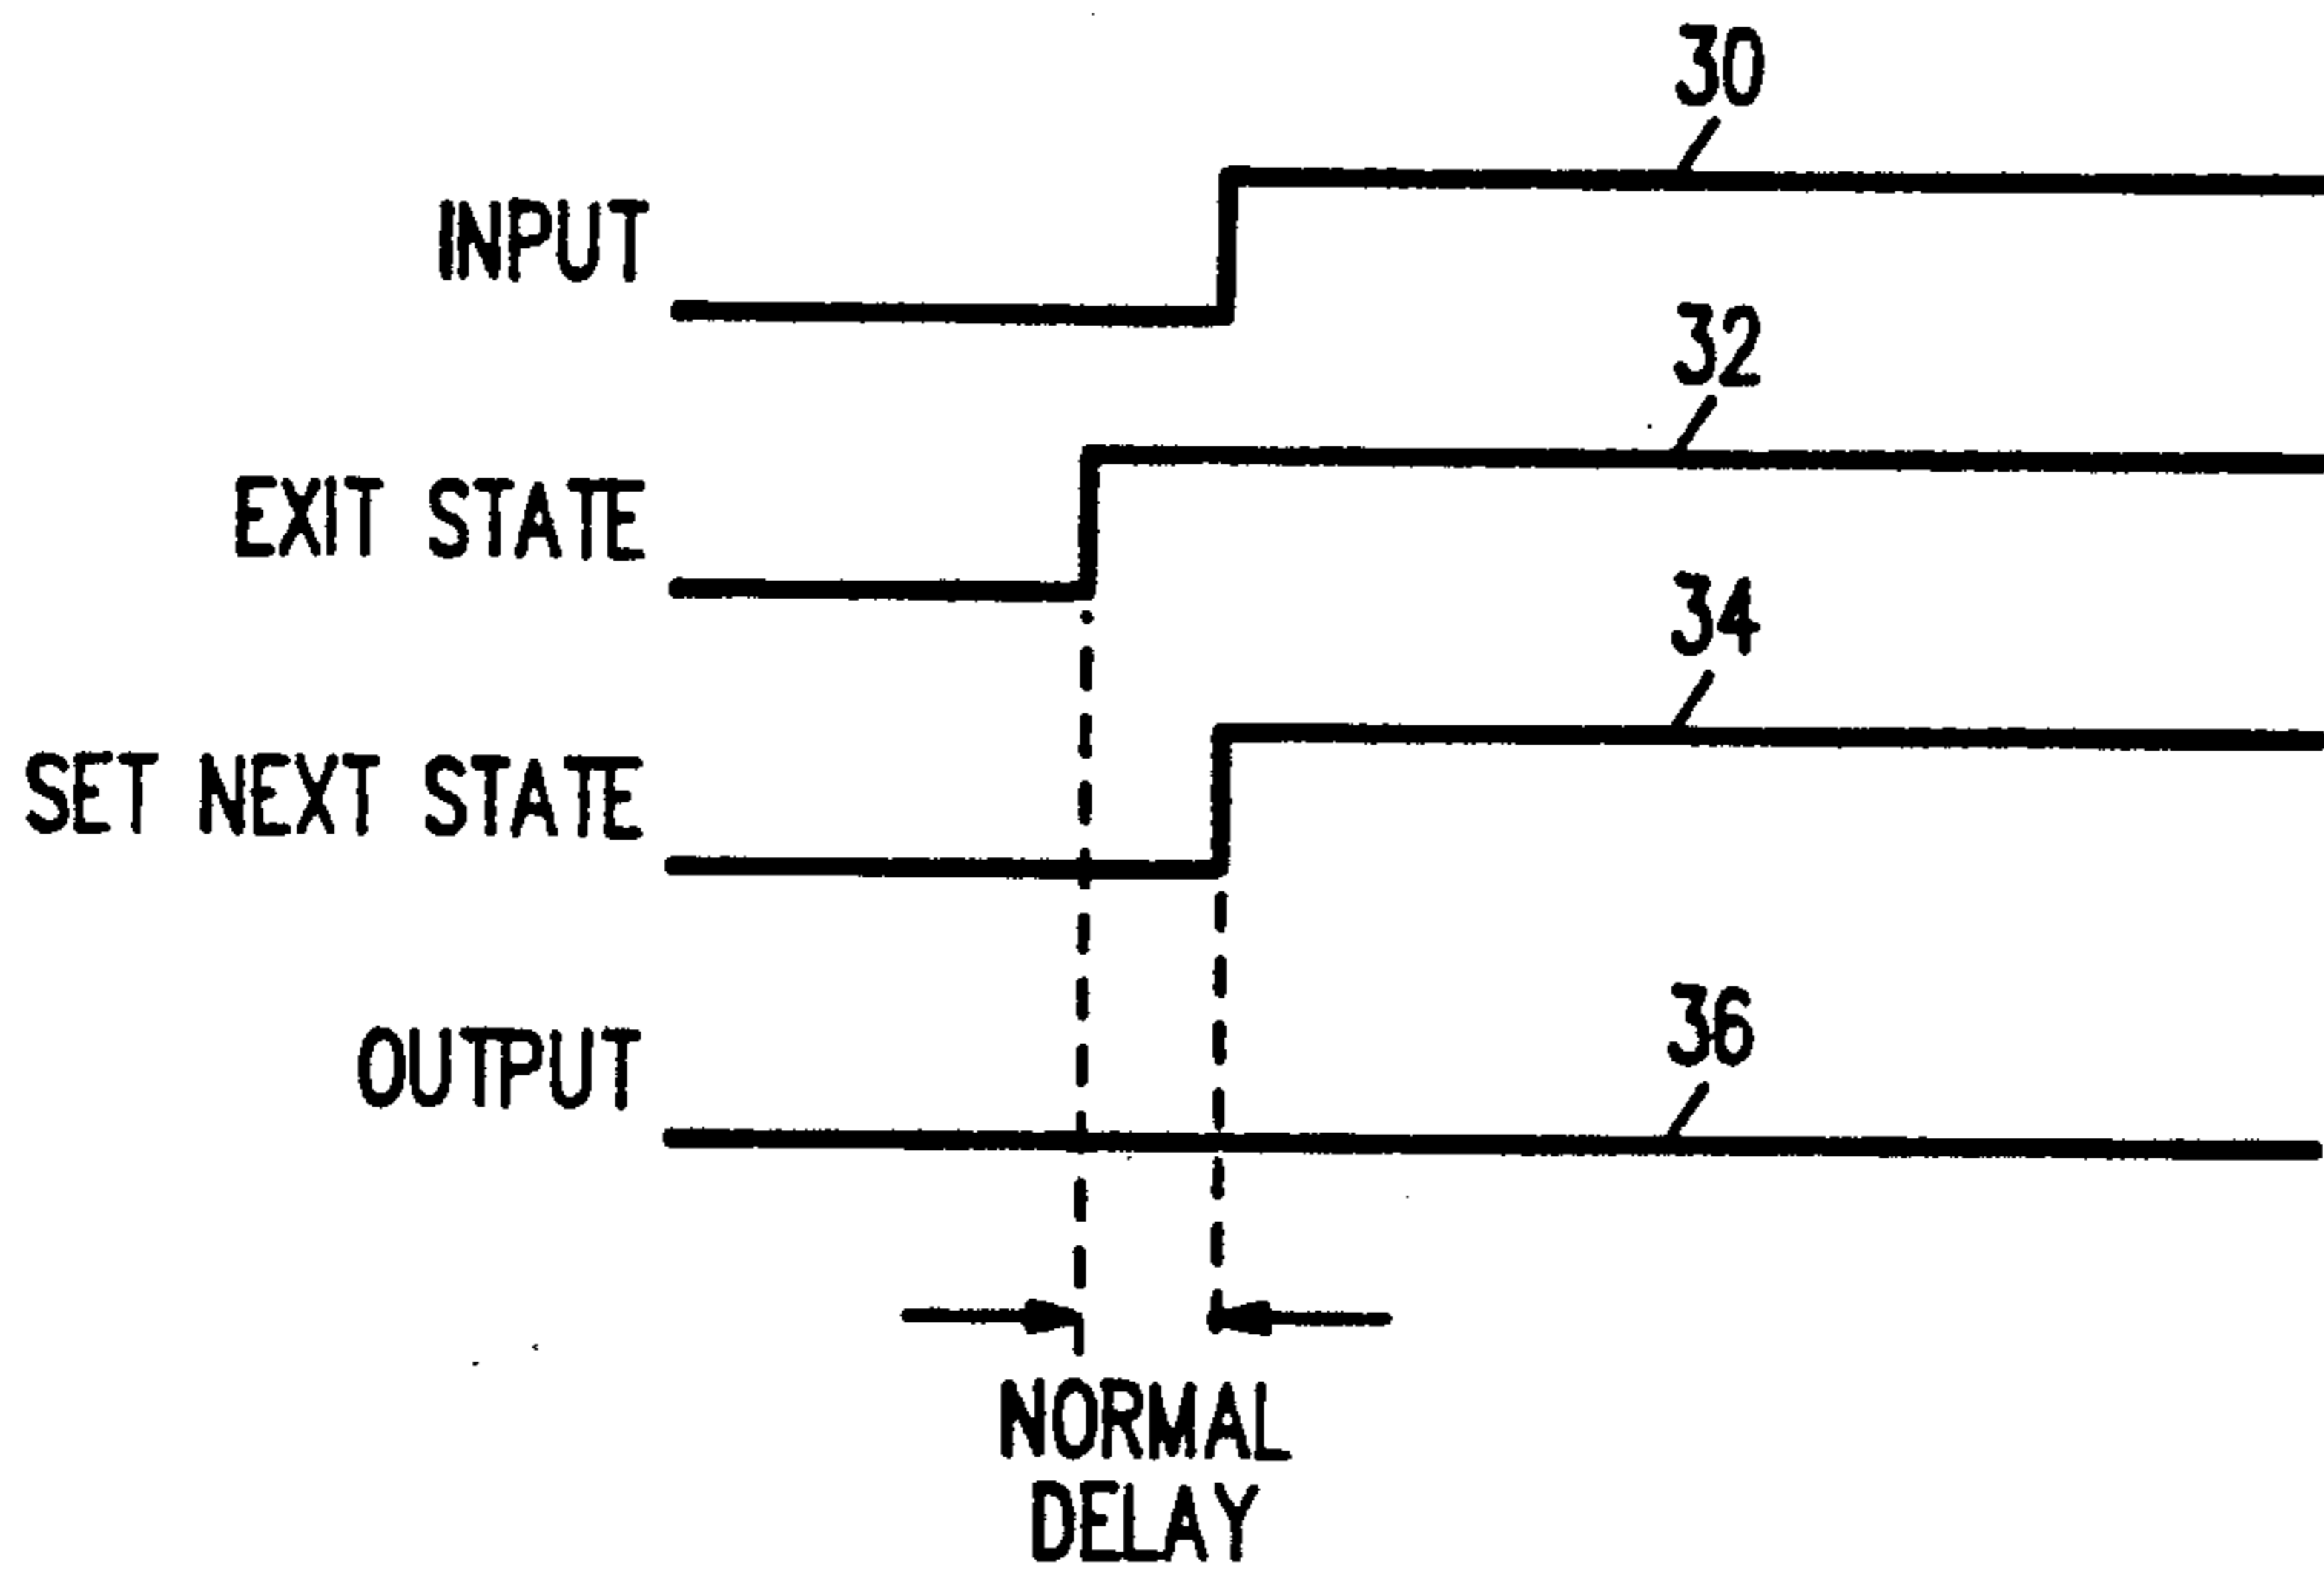 30
INPUT
32
EXIT STATE
34
SET NEXT STATE
36
OUTPUT
NORMAL
DELAY